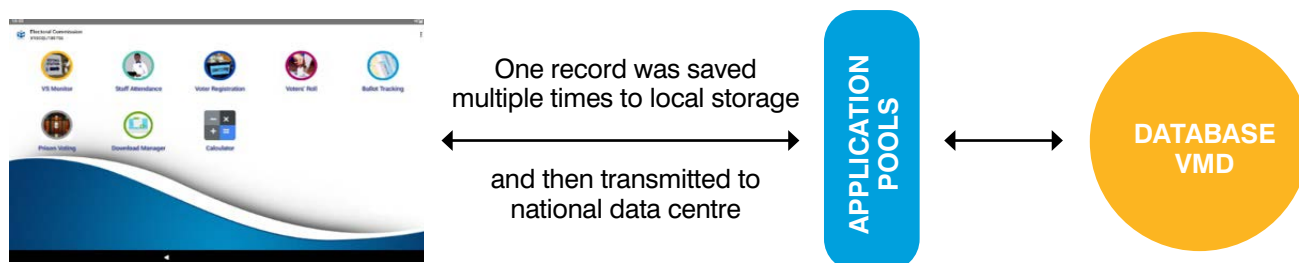 Electoral Commission
VS Monitor
Staff Attendance
Voter Registration
Voters' Roll
Ballot Tracking
Prison Voting
Download Manager
Calculator
One record was saved
multiple times to local storage
and then transmitted to
national data centre
APPLICATION
POOLS
DATABASE
VMD